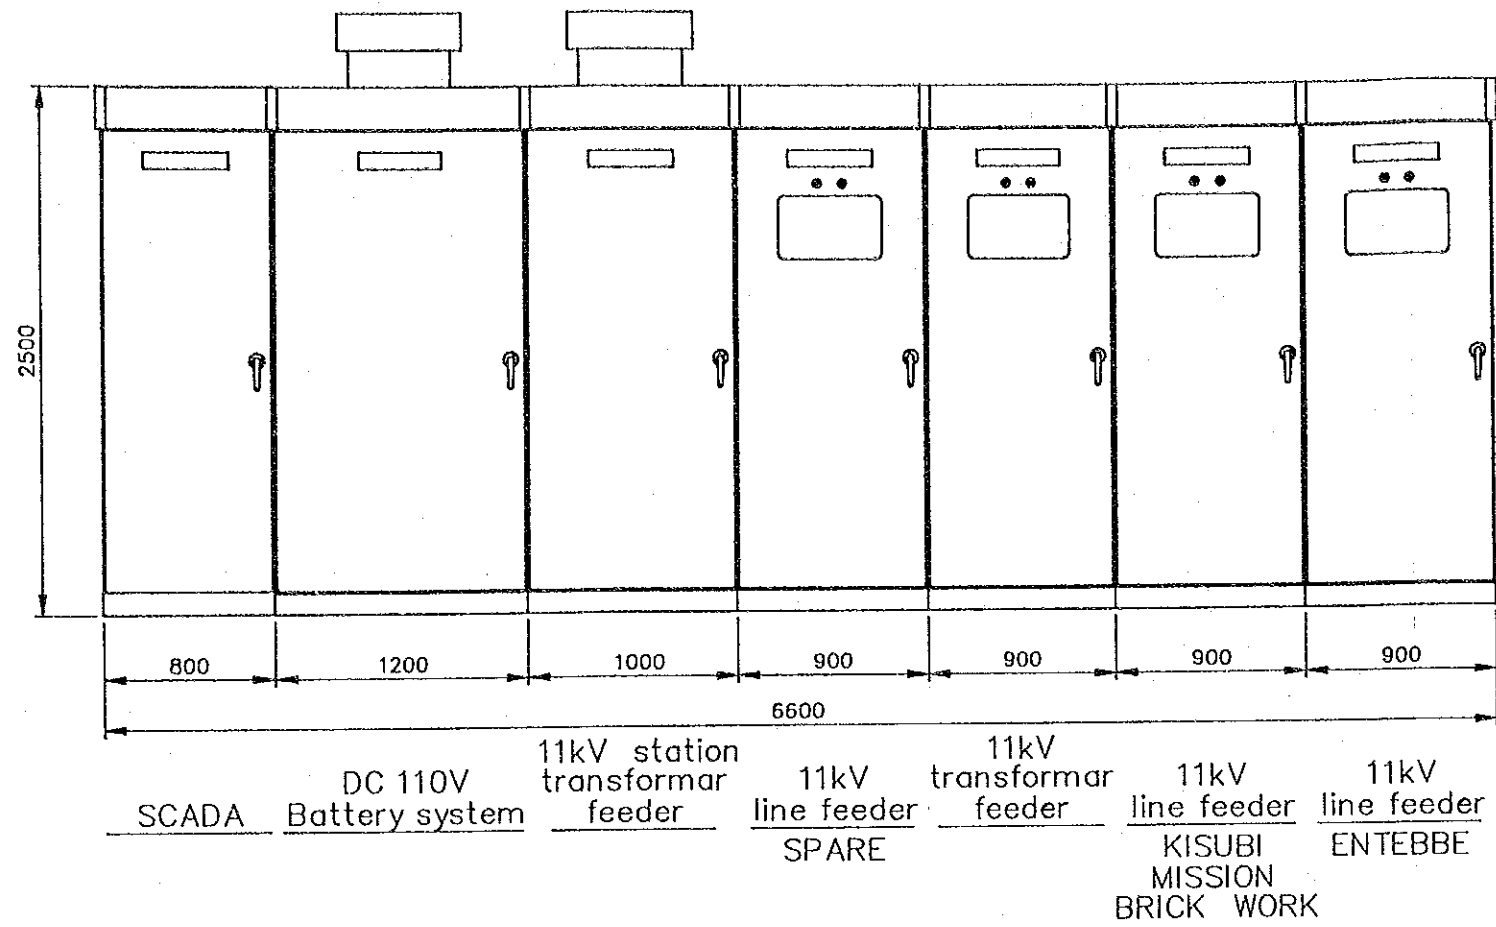 2500
800
1200
1000
900
900
900
900
6600
SCADA
DC 110V
Battery system
11kV station
transformar
feeder
11kV
line feeder
SPARE
11kV
transformar
feeder
11kV
line feeder
KISUBI
MISSION
BRICK WORK
11kV
line feeder
ENTEBBE